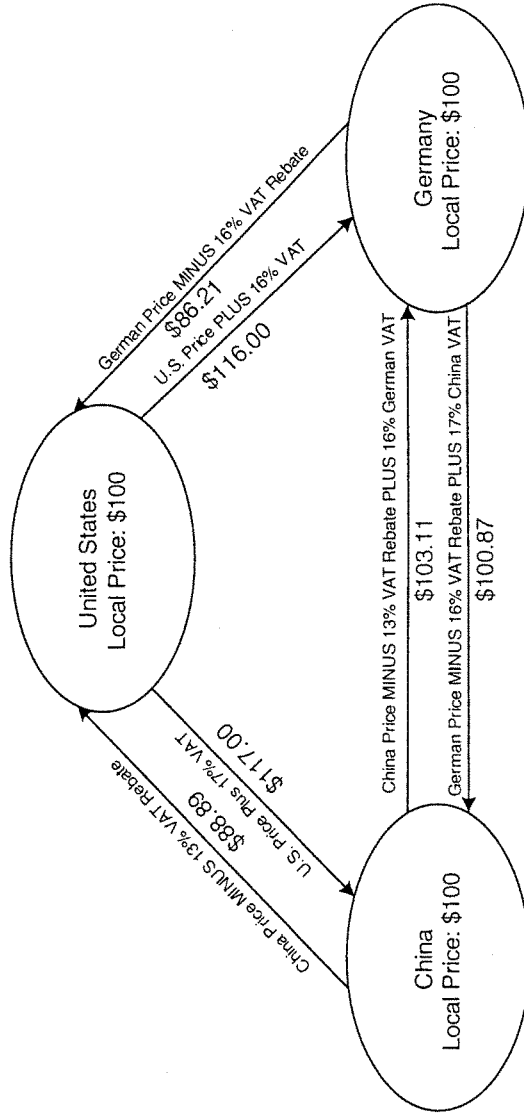 United States
Local Price: $100
German Price MINUS 16% VAT Rebate
$86.21
U.S. Price PLUS 16% VAT
$116.00
China Price MINUS 13% VAT Rebate
$88.89
U.S. Price Plus 17% VAT
$117.00
China Price MINUS 13% VAT Rebate PLUS 16% German VAT
$103.11
German Price MINUS 16% VAT Rebate PLUS 17% China VAT
$100.87
China
Local Price: $100
Germany
Local Price: $100